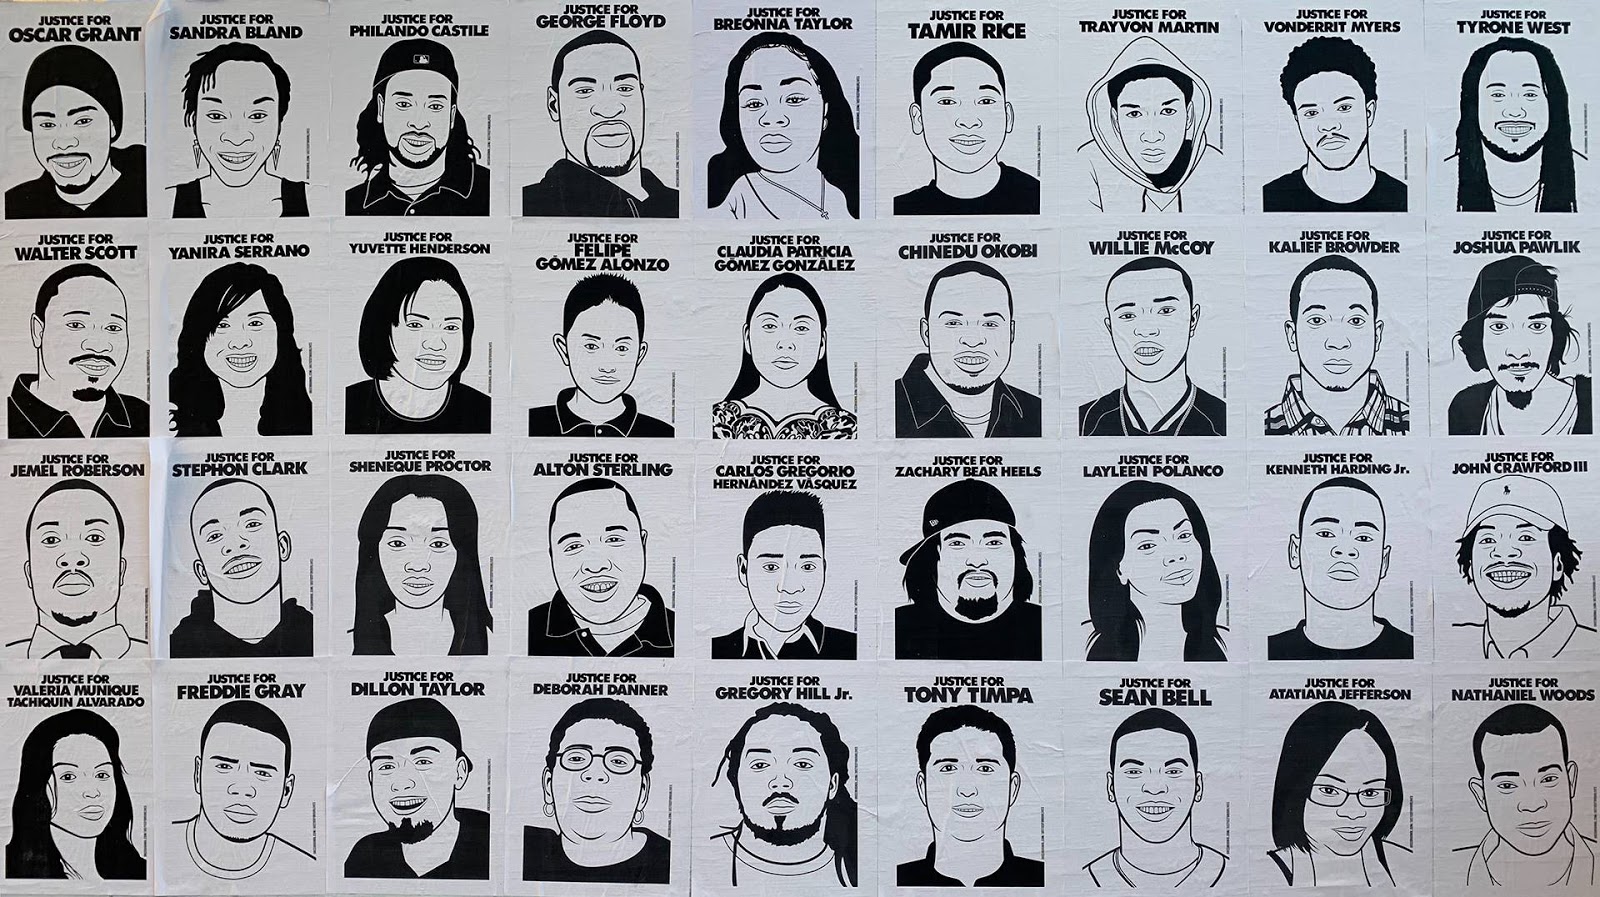 JUSTICE FOR
OSCAR GRANT
JUSTICE FOR
SANDRA BLAND
JUSTICE FOR
PHILANDO CASTILE
JUSTICE FOR
GEORGE FLOYD
JUSTICE FOR
BREONNA TAYLOR
JUSTICE FOR
TAMIR RICE
JUSTICE FOR
TRAYVON MARTIN
JUSTICE FOR
VONDERRIT MYERS
JUSTICE FOR
TYRONE WEST
JUSTICE FOR
WALTER SCOTT
JUSTICE FOR
YANIRA SERRANO
JUSTICE FOR
YUVETTE HENDERSON
JUSTICE FOR
FELIPE
GÓMEZ ALONZO
JUSTICE FOR
CLAUDIA PATRICIA
GÓMEZ GONZÁLEZ
JUSTICE FOR
CHINEDU OKOBI
JUSTICE FOR
WILLIE McCOY
JUSTICE FOR
KALIEF BROWDER
JUSTICE FOR
JOSHUA PAWLIK
JUSTICE FOR
JEMEL ROBERSON
JUSTICE FOR
STEPHON CLARK
JUSTICE FOR
SHENEQUE PROCTOR
JUSTICE FOR
ALTON STERLING
JUSTICE FOR
CARLOS GREGORIO
HERNÁNDEZ VÁSQUEZ
JUSTICE FOR
ZACHARY BEAR HEELS
JUSTICE FOR
LAYLEEN POLANCO
JUSTICE FOR
KENNETH HARDING Jr.
JUSTICE FOR
JOHN CRAWFORD III
JUSTICE FOR
VALERIA MUNIQUE
TACHIQUIN ALVARADO
JUSTICE FOR
FREDDIE GRAY
JUSTICE FOR
DILLON TAYLOR
JUSTICE FOR
DEBORAH DANNER
JUSTICE FOR
GREGORY HILL Jr.
JUSTICE FOR
TONY TIMPA
JUSTICE FOR
SEAN BELL
JUSTICE FOR
ATATIANA JEFFERSON
JUSTICE FOR
NATHANIEL WOODS